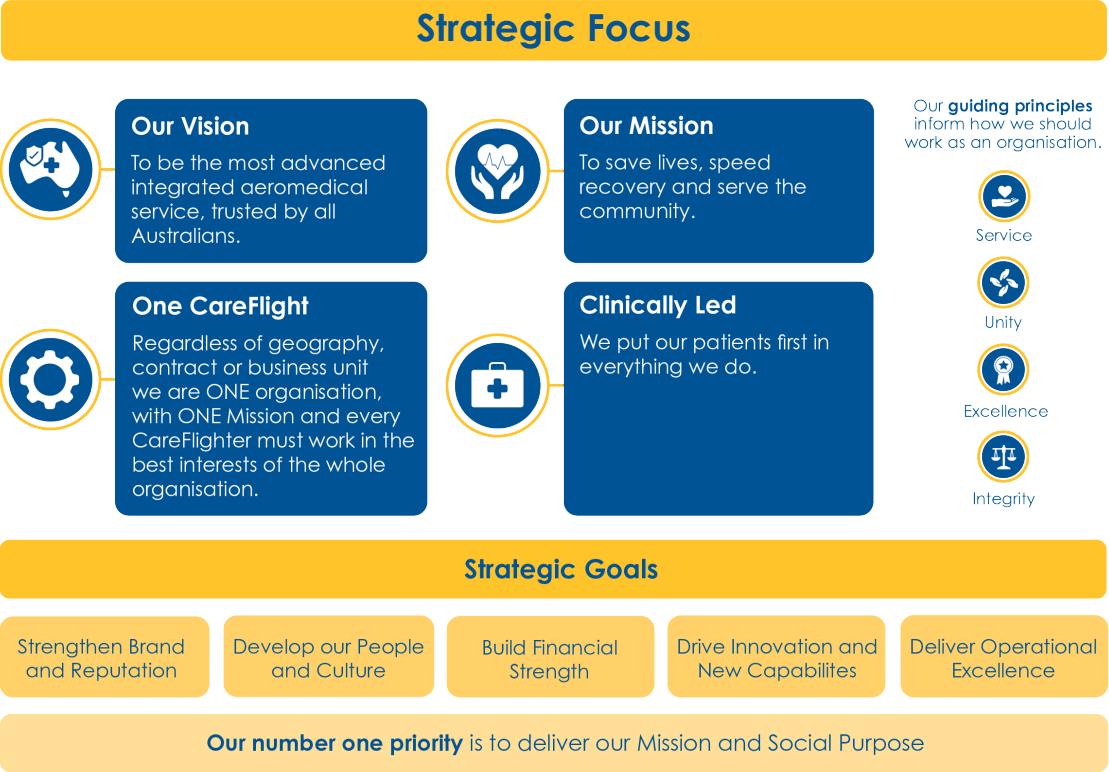 Strategic Focus
Our Vision
To be the most advanced
integrated aeromedical
service, trusted by all
Australians.
Our Mission
To save lives, speed
recovery and serve the
community.
One CareFlight
Regardless of geography,
contract or business unit
we are ONE organisation,
with ONE Mission and every
CareFlighter must work in the
best interests of the whole
organisation.
Clinically Led
We put our patients first in
everything we do.
Our guiding principles
inform how we should
work as an organisation.
Service
Unity
Excellence
Integrity
Strategic Goals
Strengthen Brand
and Reputation
Develop our People
and Culture
Build Financial
Strength
Drive Innovation and
New Capabilites
Deliver Operational
Excellence
Our number one priority is to deliver our Mission and Social Purpose